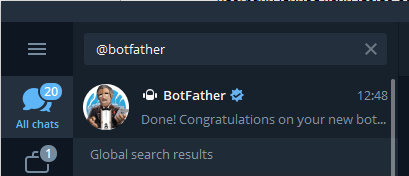 @botfather
20
All chats
BotFather 12:48
Done! Congratulations on your new bot...
1
Global search results